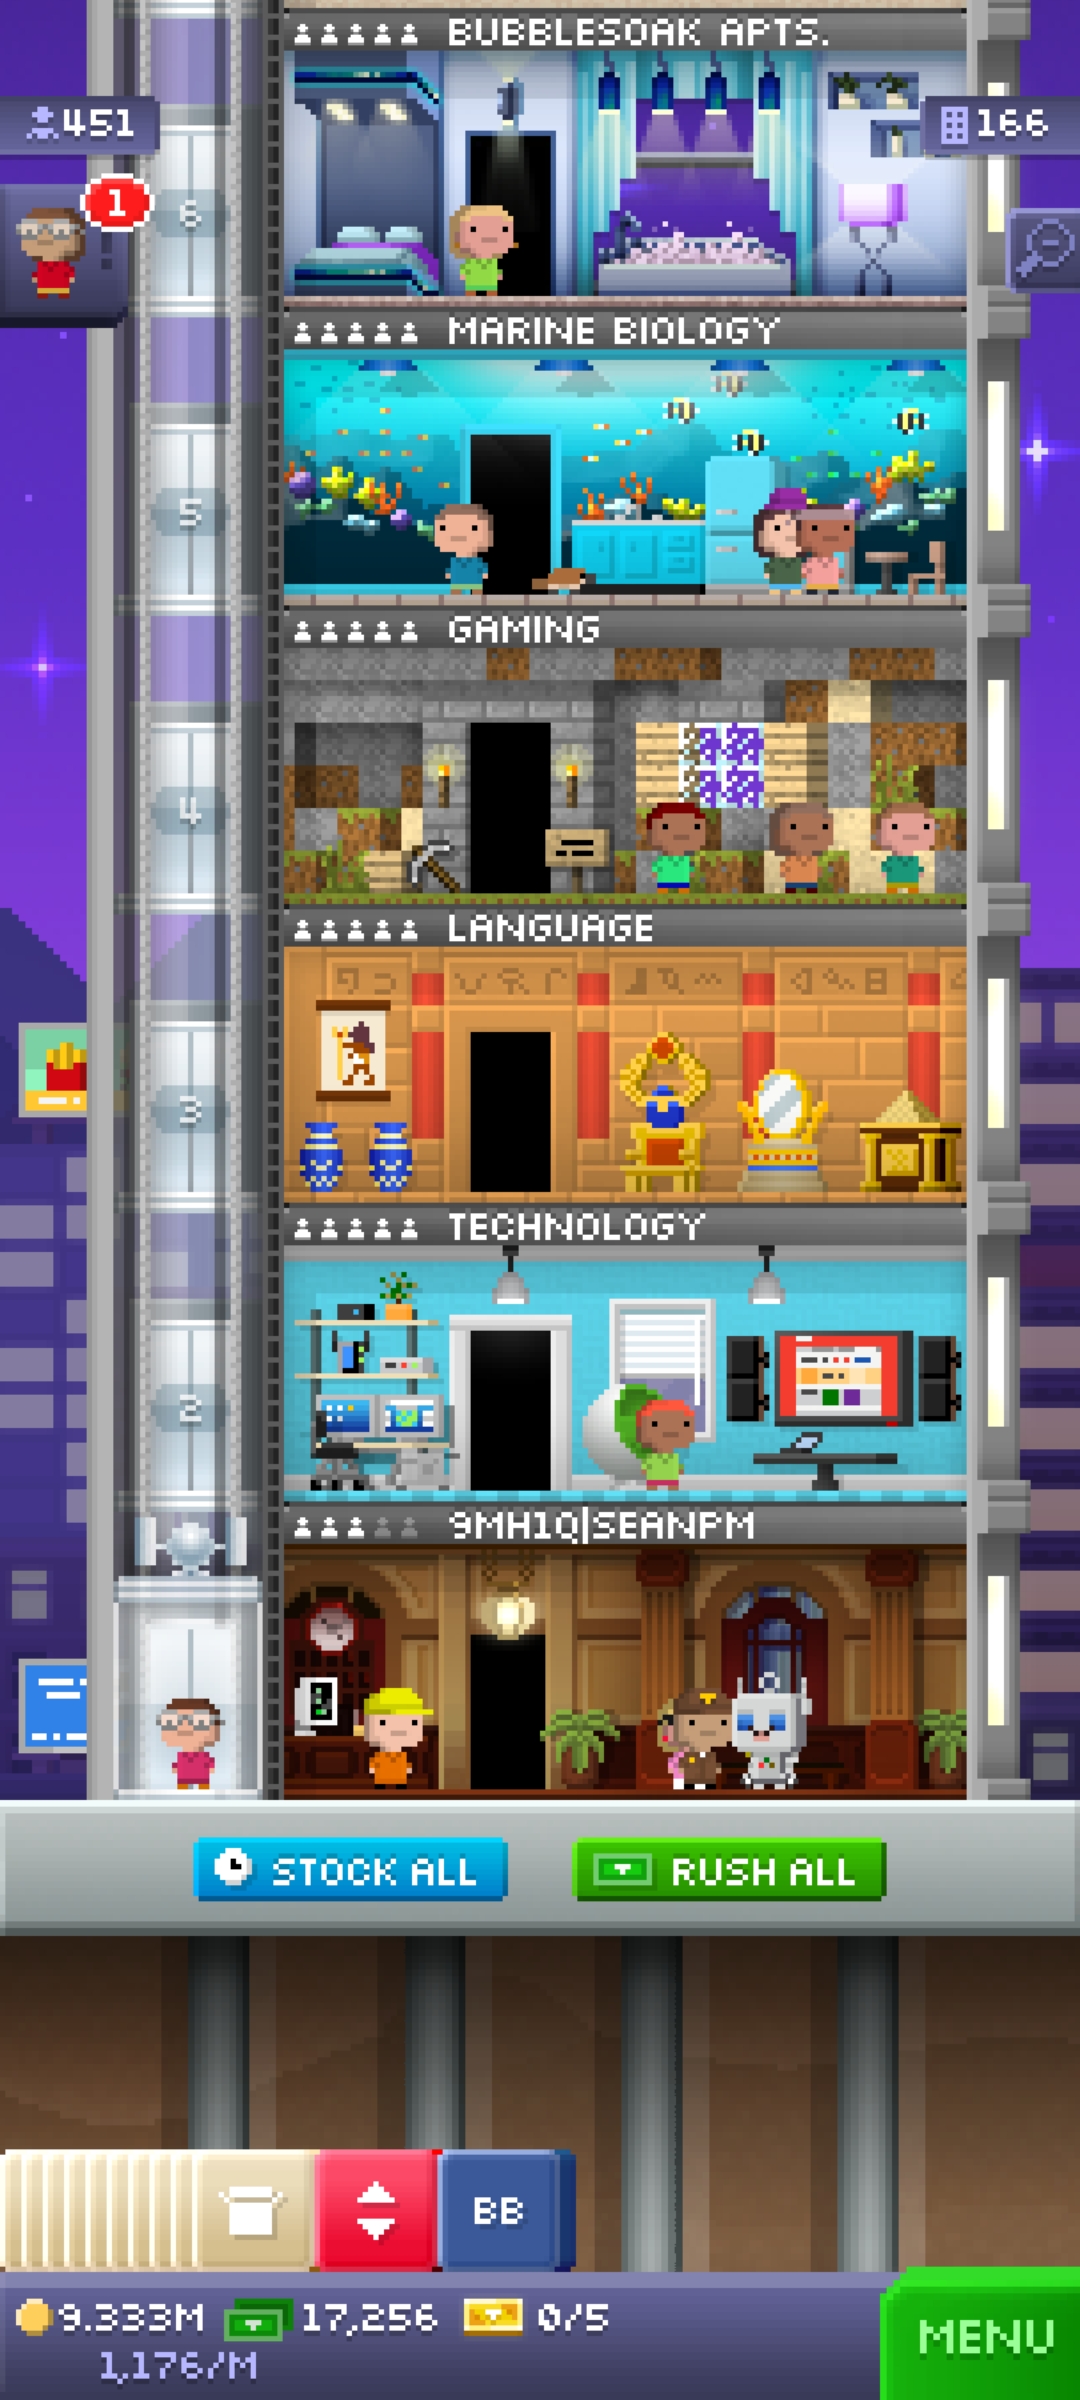 BUBBLESOAK APTS.
451
166
1
6
MARINE BIOLOGY
5
GAMING
4
LANGUAGE
3
TECHNOLOGY
2
9MH1Q|SEANPM
STOCK ALL
RUSH ALL
BB
9.333M
17,256
0/5
1,176/M
MENU